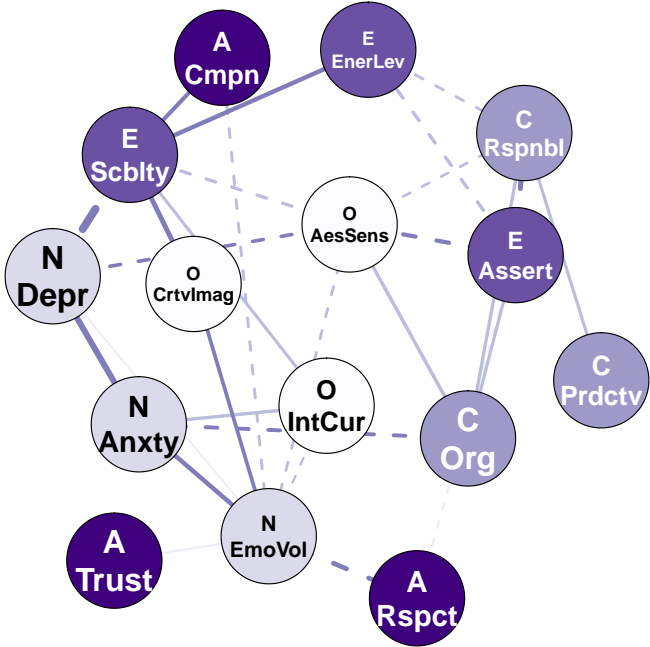 A
Cmpn
E
EnerLev
C
Rspnbl
E
Scblty
O
AesSens
E
Assert
N
Depr
O
CrtvImag
C
Prdctv
O
IntCur
N
Anxty
C
Org
N
EmoVol
A
Trust
A
Rspct